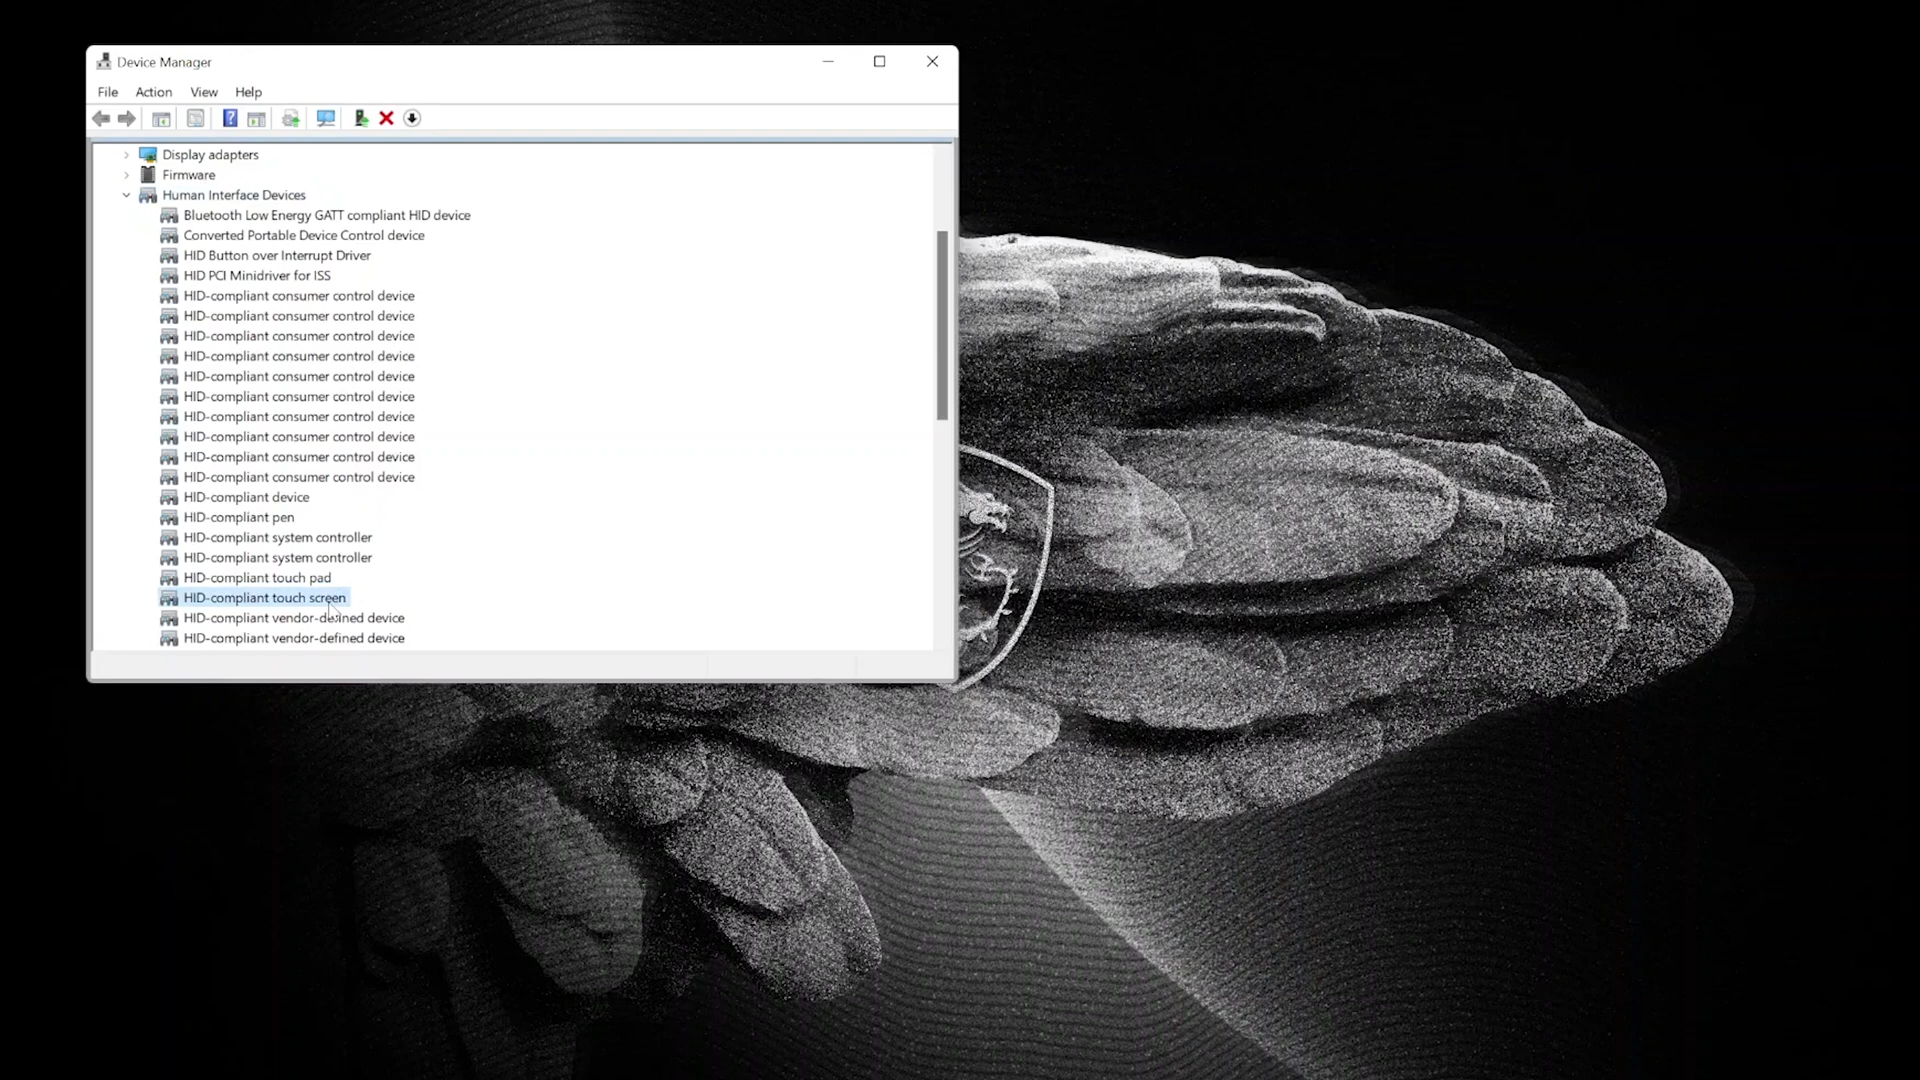 Device Manager
File Action View Help
Display adapters
Firmware
Human Interface Devices
Bluetooth Low Energy GATT compliant HID device
Converted Portable Device Control device
HID Button over Interrupt Driver
HID PCI Minidriver for ISS
HID-compliant consumer control device
HID-compliant consumer control device
HID-compliant consumer control device
HID-compliant consumer control device
HID-compliant consumer control device
HID-compliant consumer control device
HID-compliant consumer control device
HID-compliant consumer control device
HID-compliant consumer control device
HID-compliant consumer control device
HID-compliant device
HID-compliant pen
HID-compliant system controller
HID-compliant system controller
HID-compliant touch pad
HID-compliant touch screen
HID-compliant vendor-defined device
HID-compliant vendor-defined device